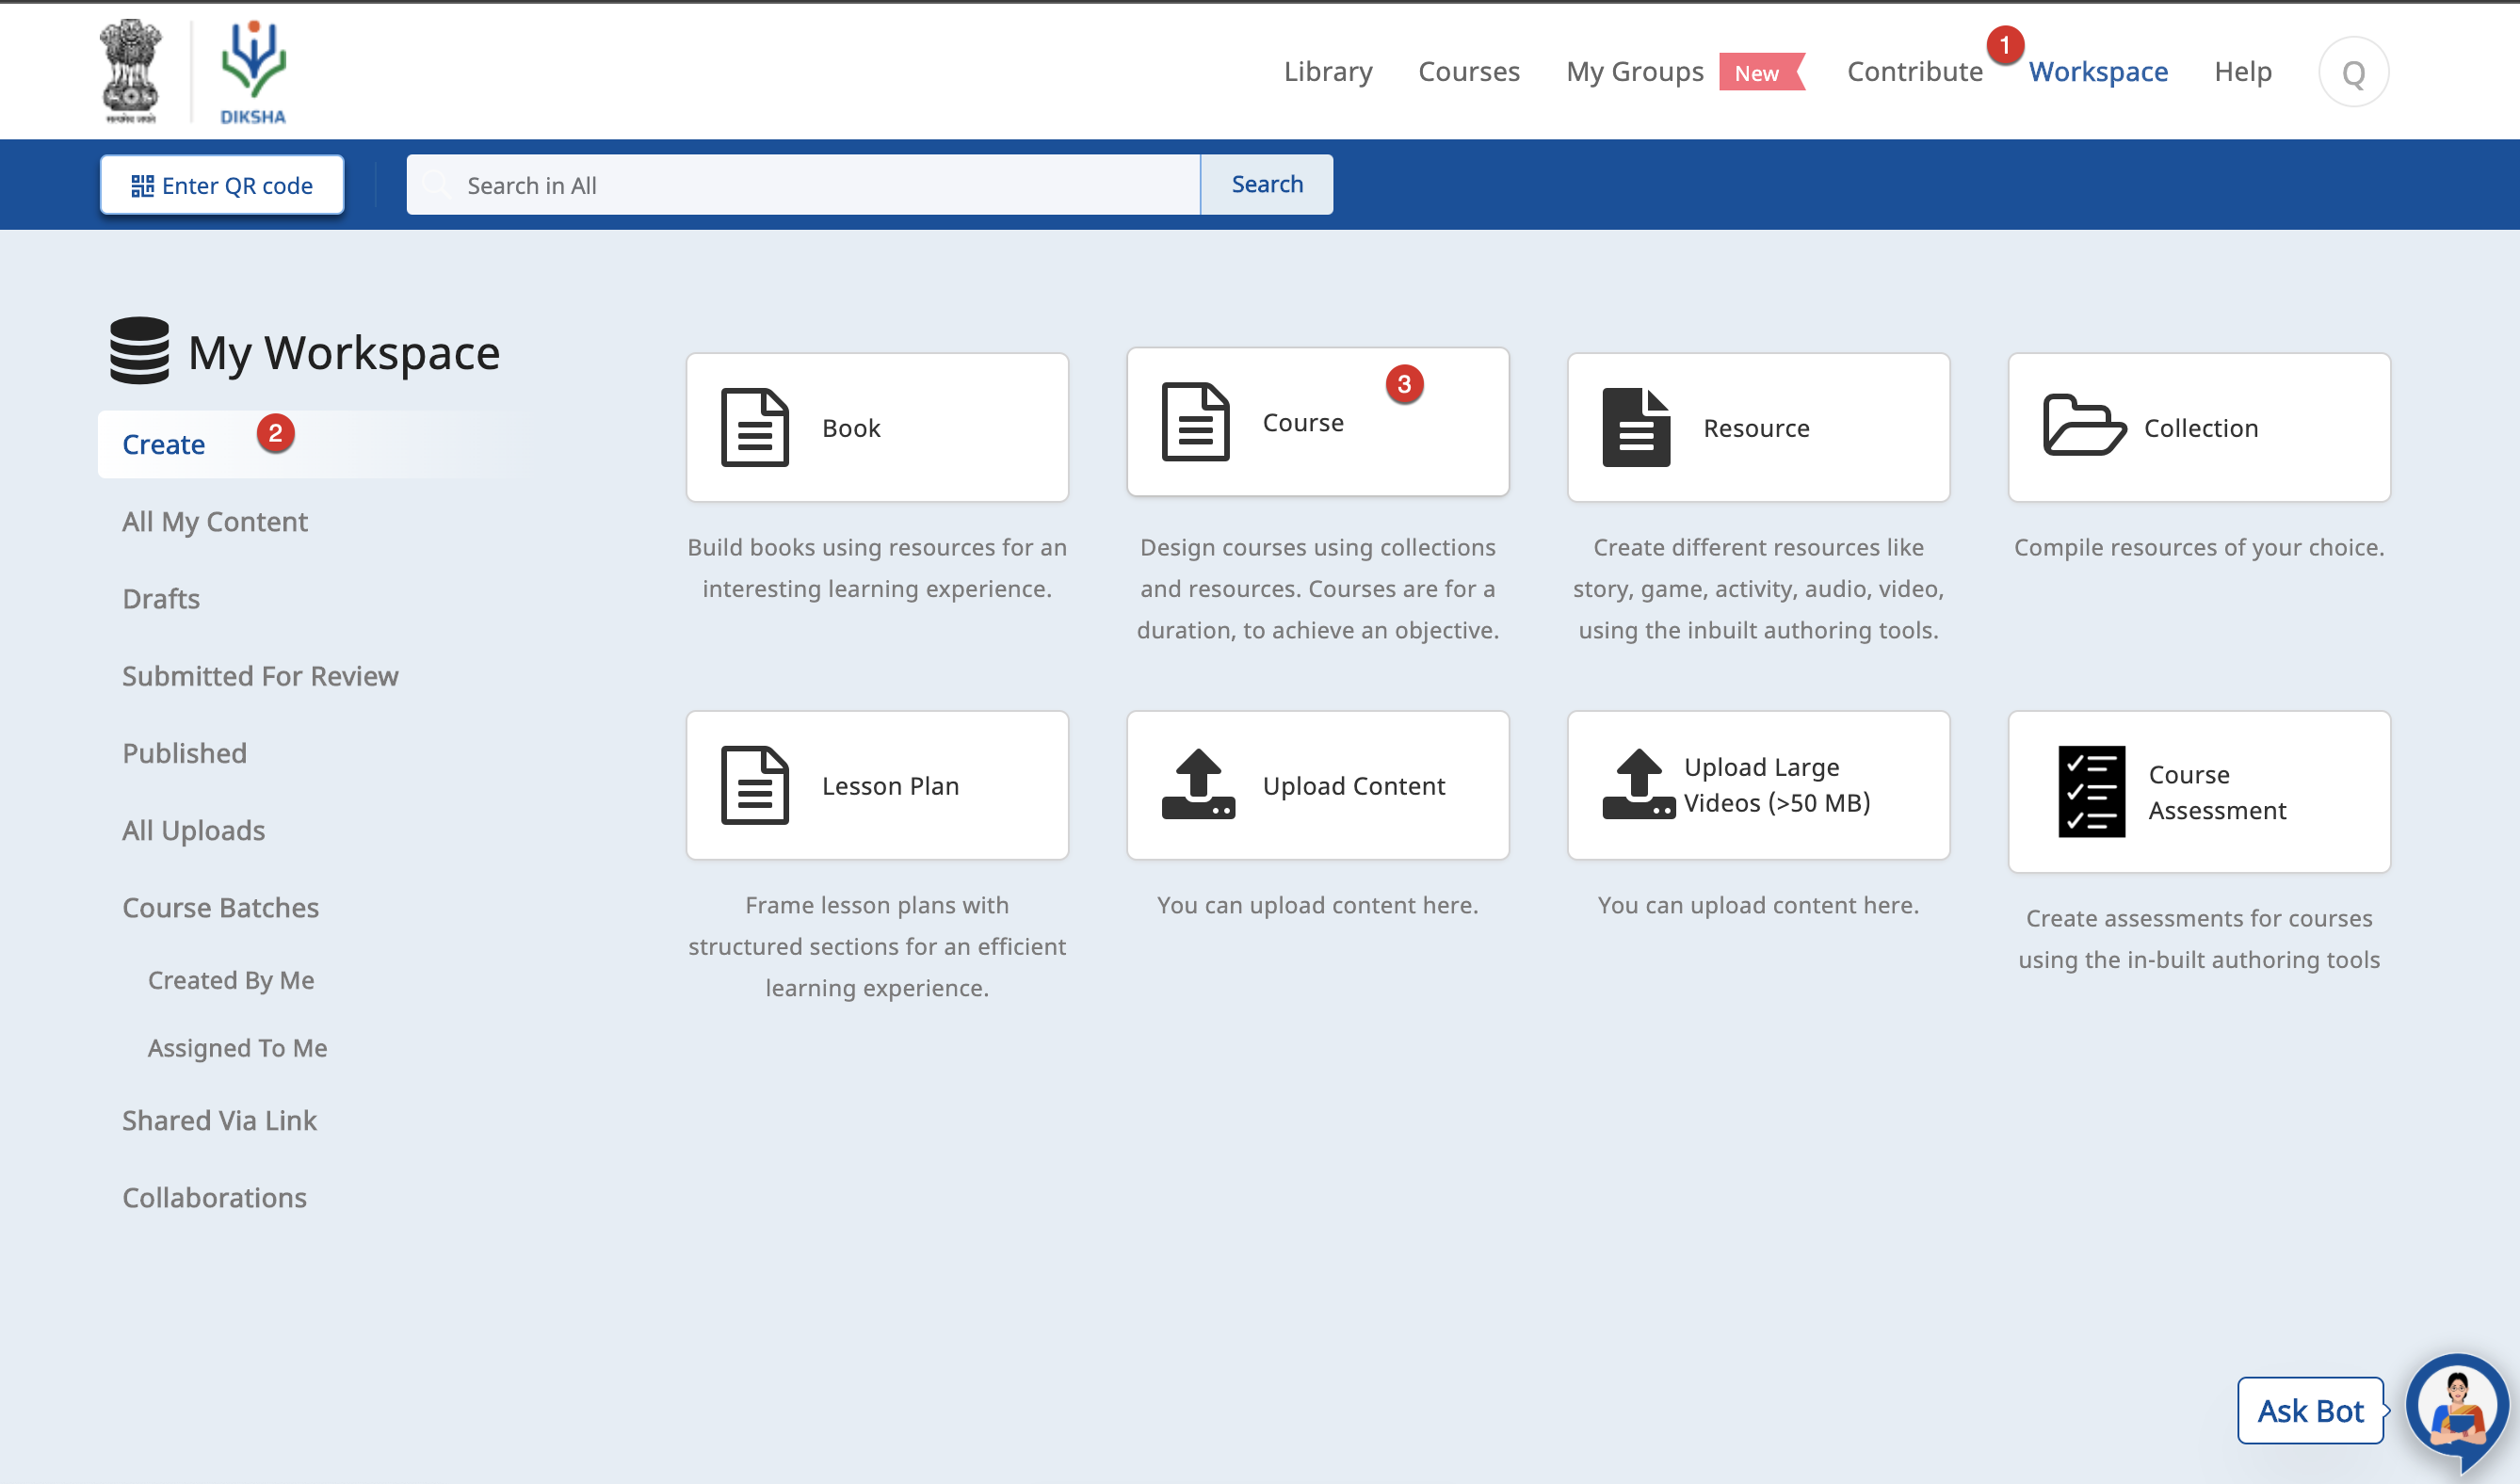 DIKSHA
Library Courses My Groups New Contribute 1 Workspace Help Q
Enter QR code
Search in All
Search
My Workspace
Create 2
All My Content
Drafts
Submitted For Review
Published
All Uploads
Course Batches
Created By Me
Assigned To Me
Shared Via Link
Collaborations
Book
Build books using resources for an
interesting learning experience.
Course 3
Design courses using collections
and resources. Courses are for a
duration, to achieve an objective.
Resource
Create different resources like
story, game, activity, audio, video,
using the inbuilt authoring tools.
Collection
Compile resources of your choice.
Lesson Plan
Frame lesson plans with
structured sections for an efficient
learning experience.
Upload Content
You can upload content here.
Upload Large
Videos (>50 MB)
You can upload content here.
Course
Assessment
Create assessments for courses
using the in-built authoring tools
Ask Bot